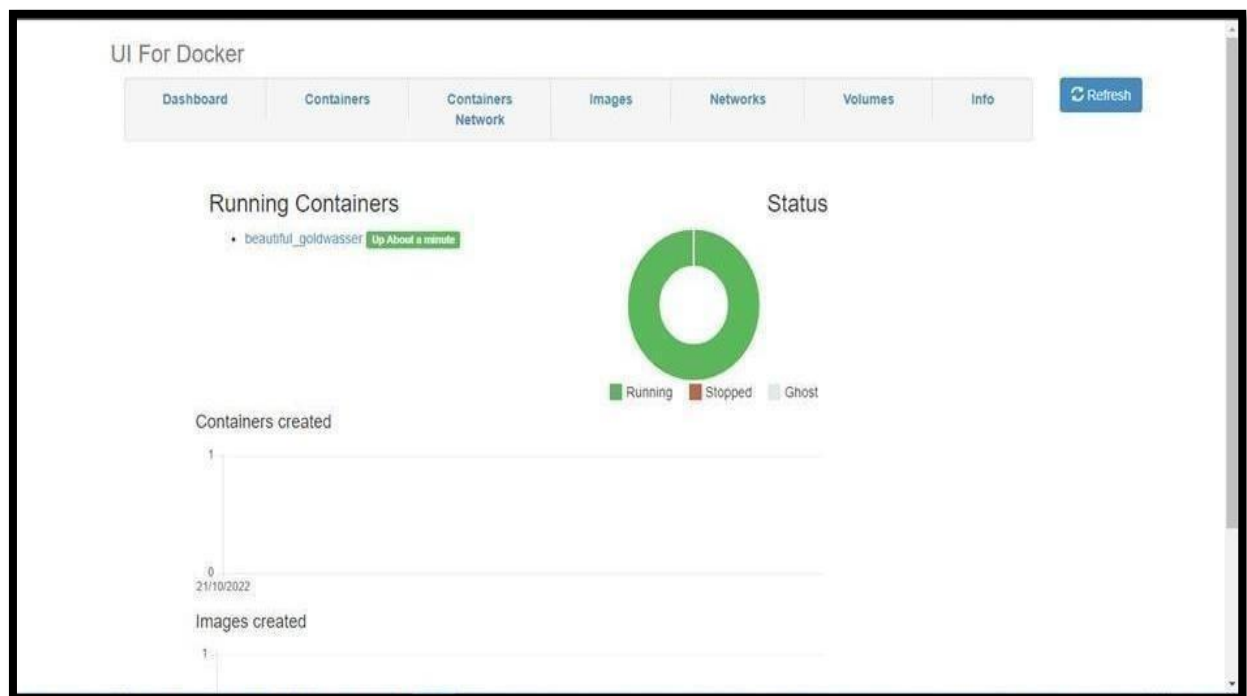 UI For Docker
Dashboard Containers Containers Network Images Networks Volumes Info Refresh
Running Containers
beautiful_goldwasser Up About a minute
Status
Running Stopped Ghost
Containers created
1
0
21/10/2022
Images created
1